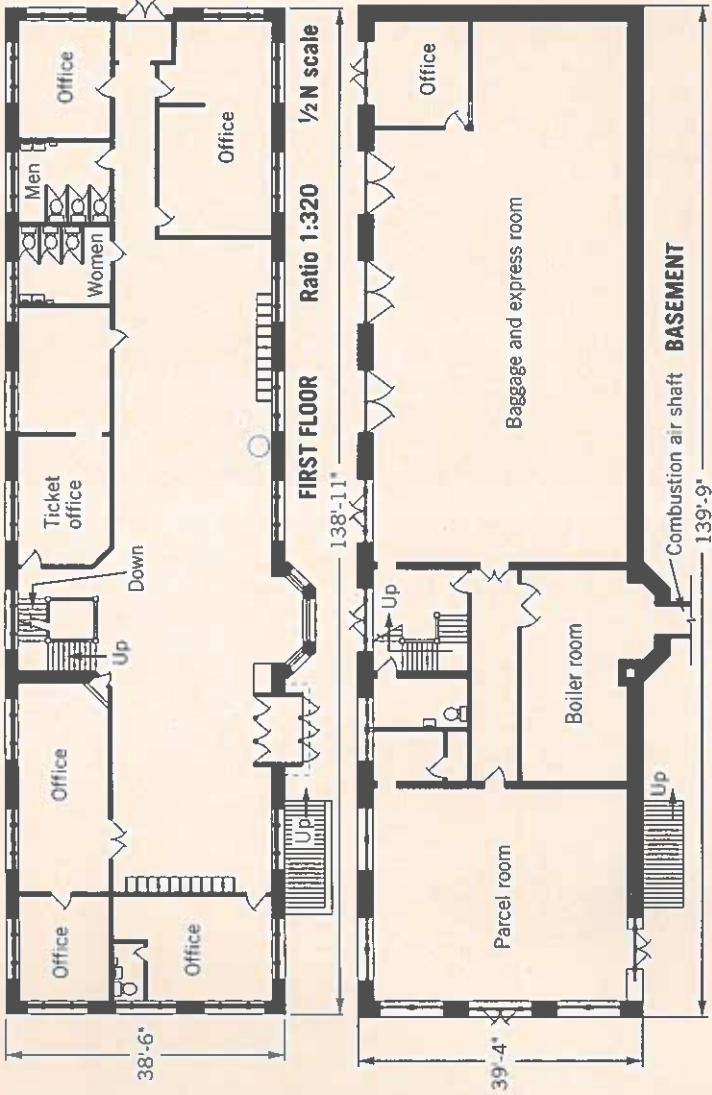 Office
Office
Office
Down
Up
Ticket
office
Women
Men
Office
Office
Up
38'-6"
138'-11"
FIRST FLOOR Ratio 1:320 1/2 N scale
Parcel room
Up
Boiler room
Baggage and express room
Office
Up
39'-4"
139'-9"
Combustion air shaft
BASEMENT